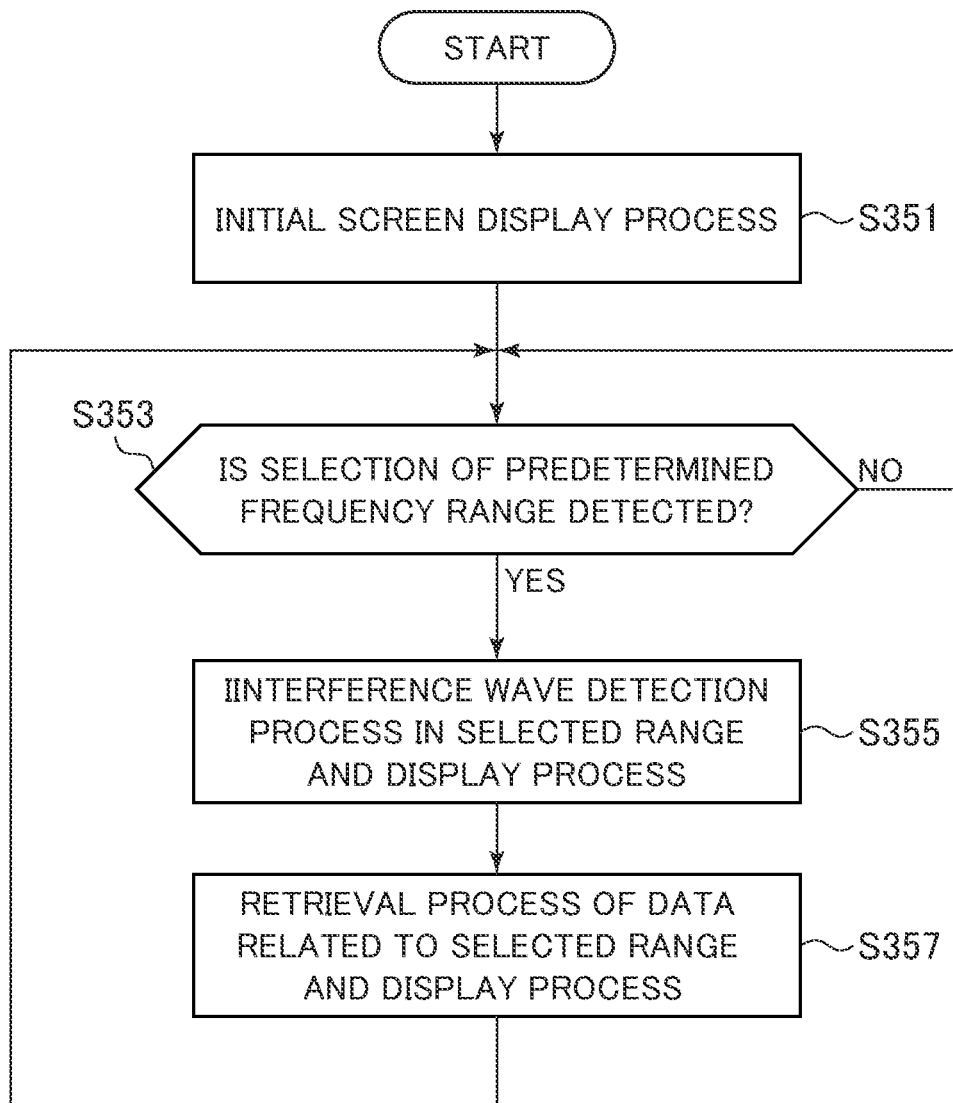 START
INITIAL SCREEN DISPLAY PROCESS
S351
S353
IS SELECTION OF PREDETERMINED
FREQUENCY RANGE DETECTED?
NO
YES
IINTERFERENCE WAVE DETECTION
PROCESS IN SELECTED RANGE
AND DISPLAY PROCESS
S355
RETRIEVAL PROCESS OF DATA
RELATED TO SELECTED RANGE
AND DISPLAY PROCESS
S357